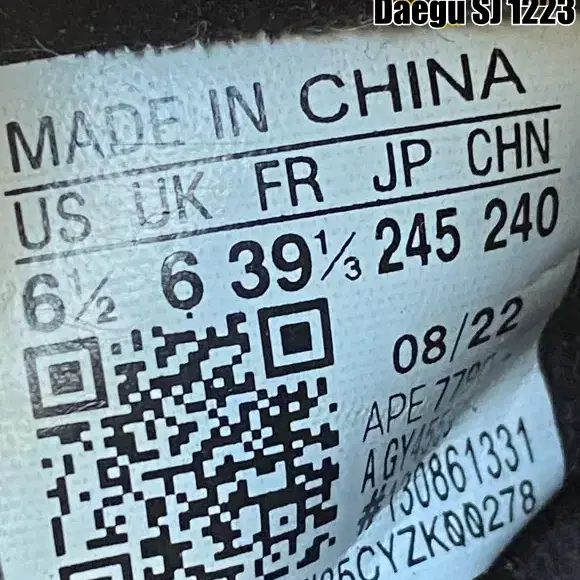 Daegu SJ 1223
MADE IN CHINA
US UK FR JP CHN
6½ 6 39⅓ 245 240
08/22
APE
#130861331